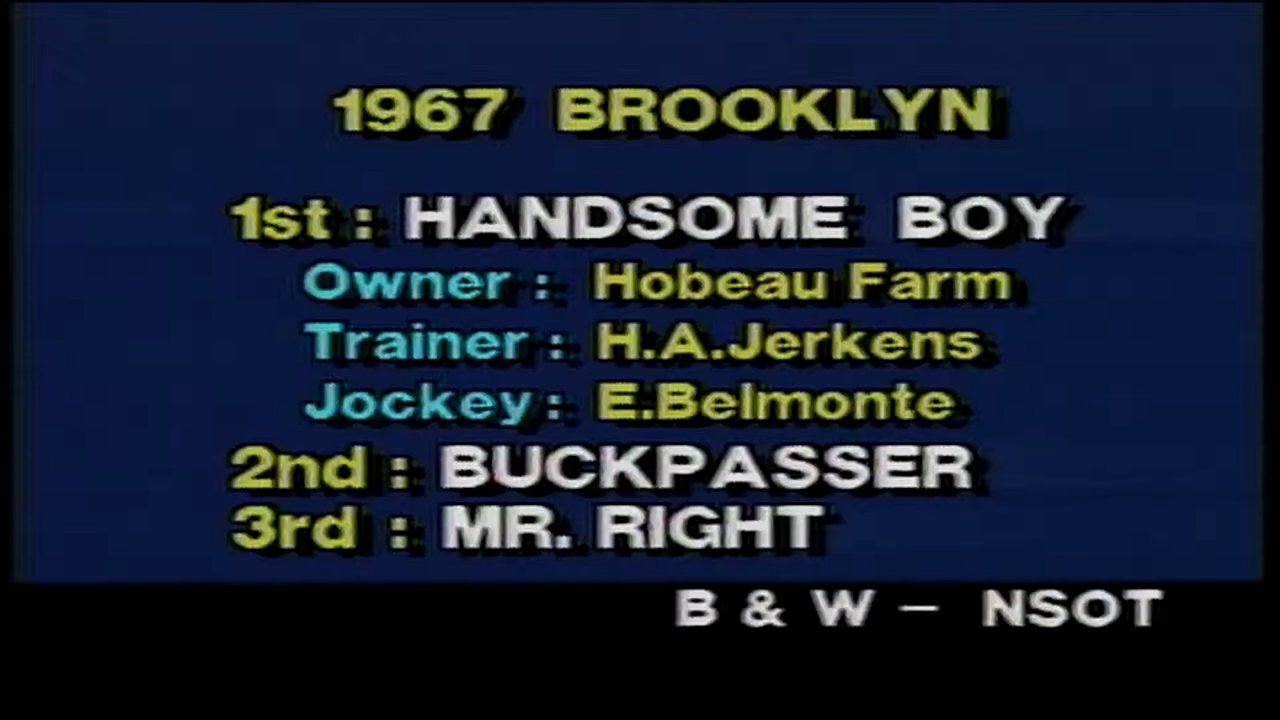 1967 BROOKLYN
1st : HANDSOME BOY
Owner : Hobeau Farm
Trainer : H.A.Jerkens
Jockey : E.Belmonte
2nd : BUCKPASSER
3rd : MR. RIGHT
B & W – NSOT